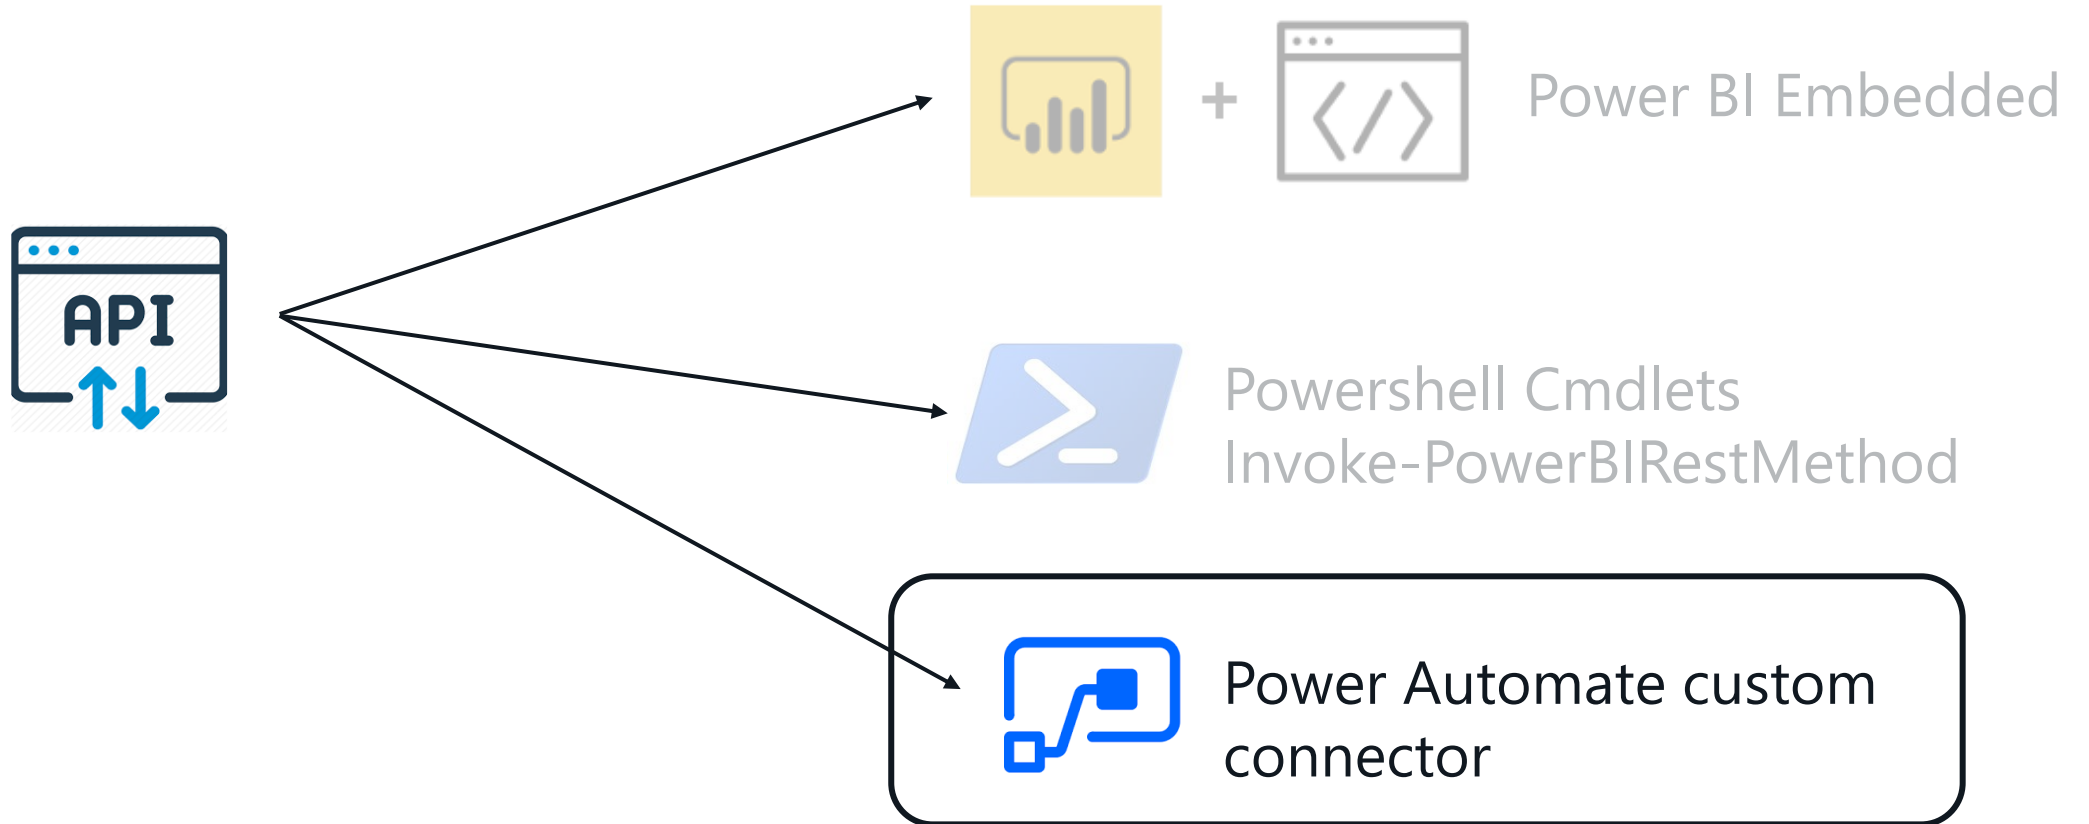 Power BI Embedded
API
Powershell Cmdlets
Invoke-PowerBIRestMethod
Power Automate custom
connector